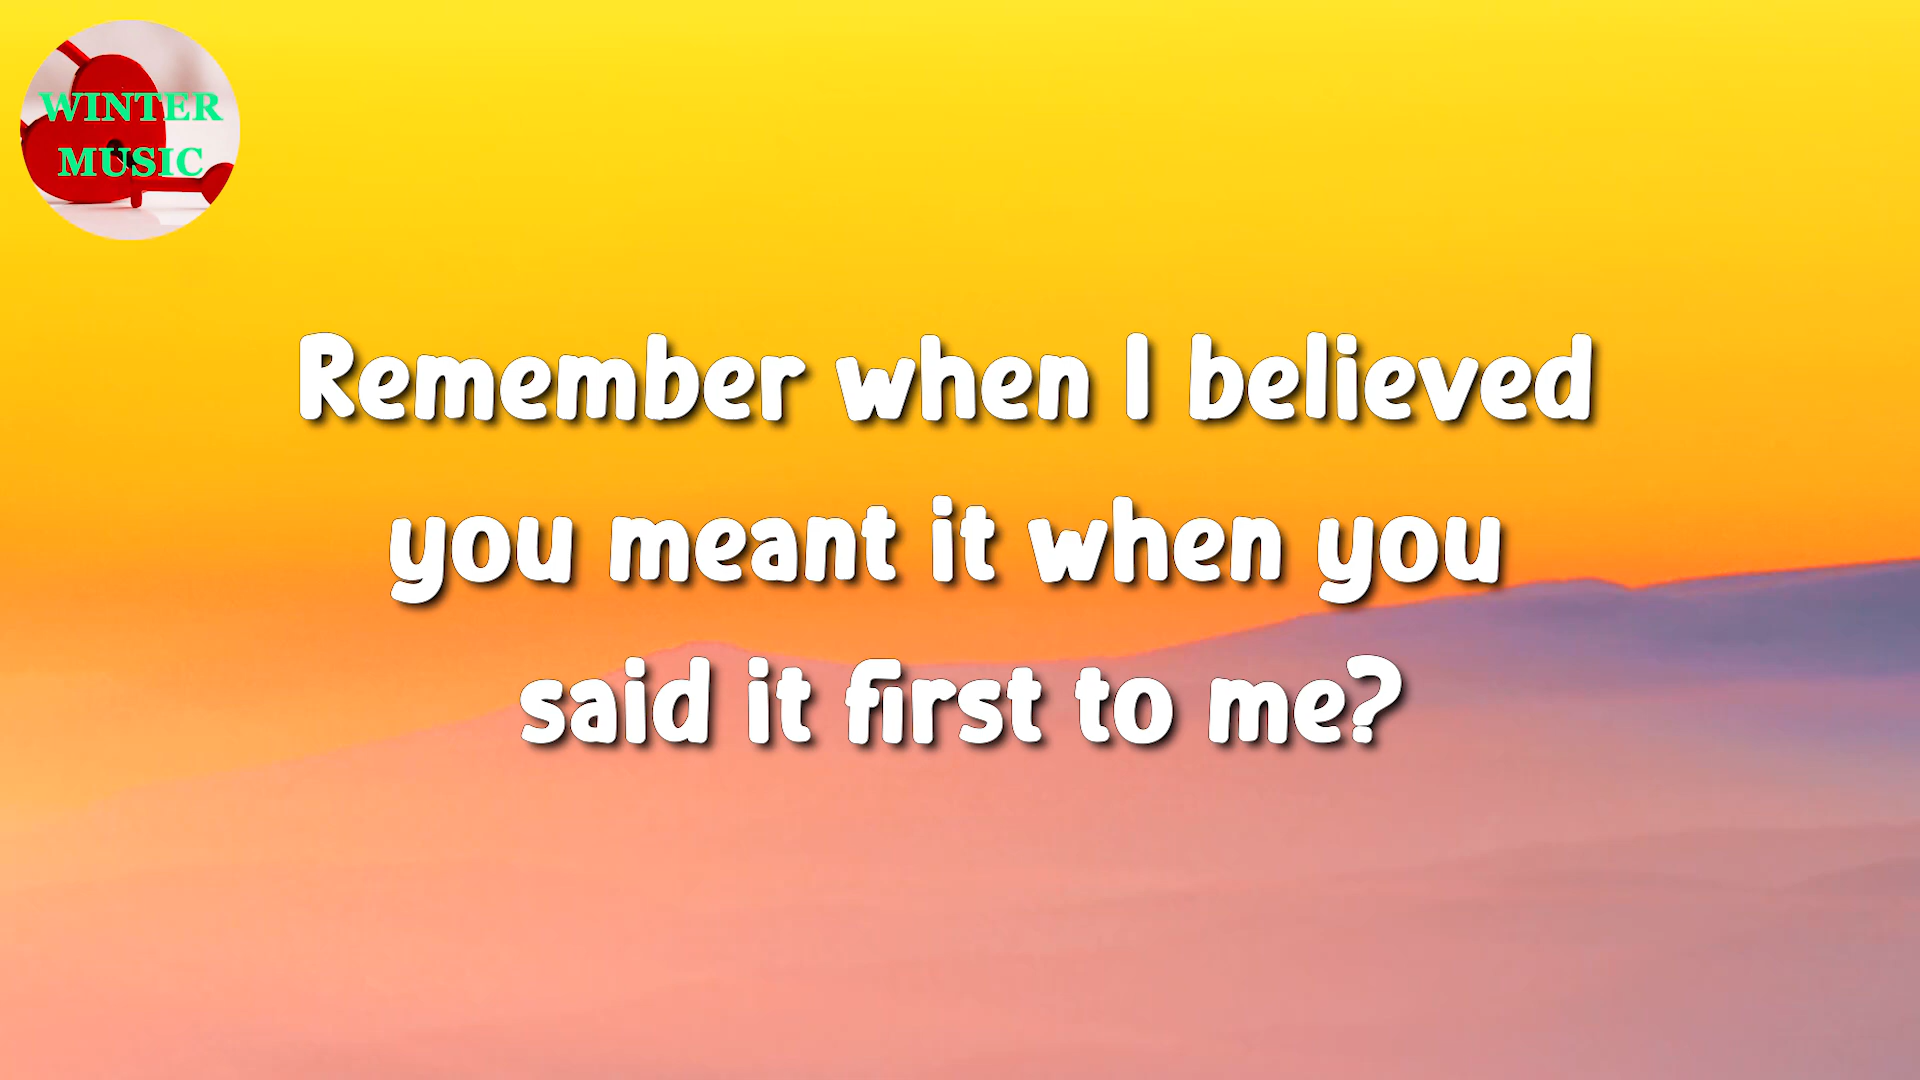 WINTER
MUSIC
Remember when I believed
you meant it when you
said it first to me?